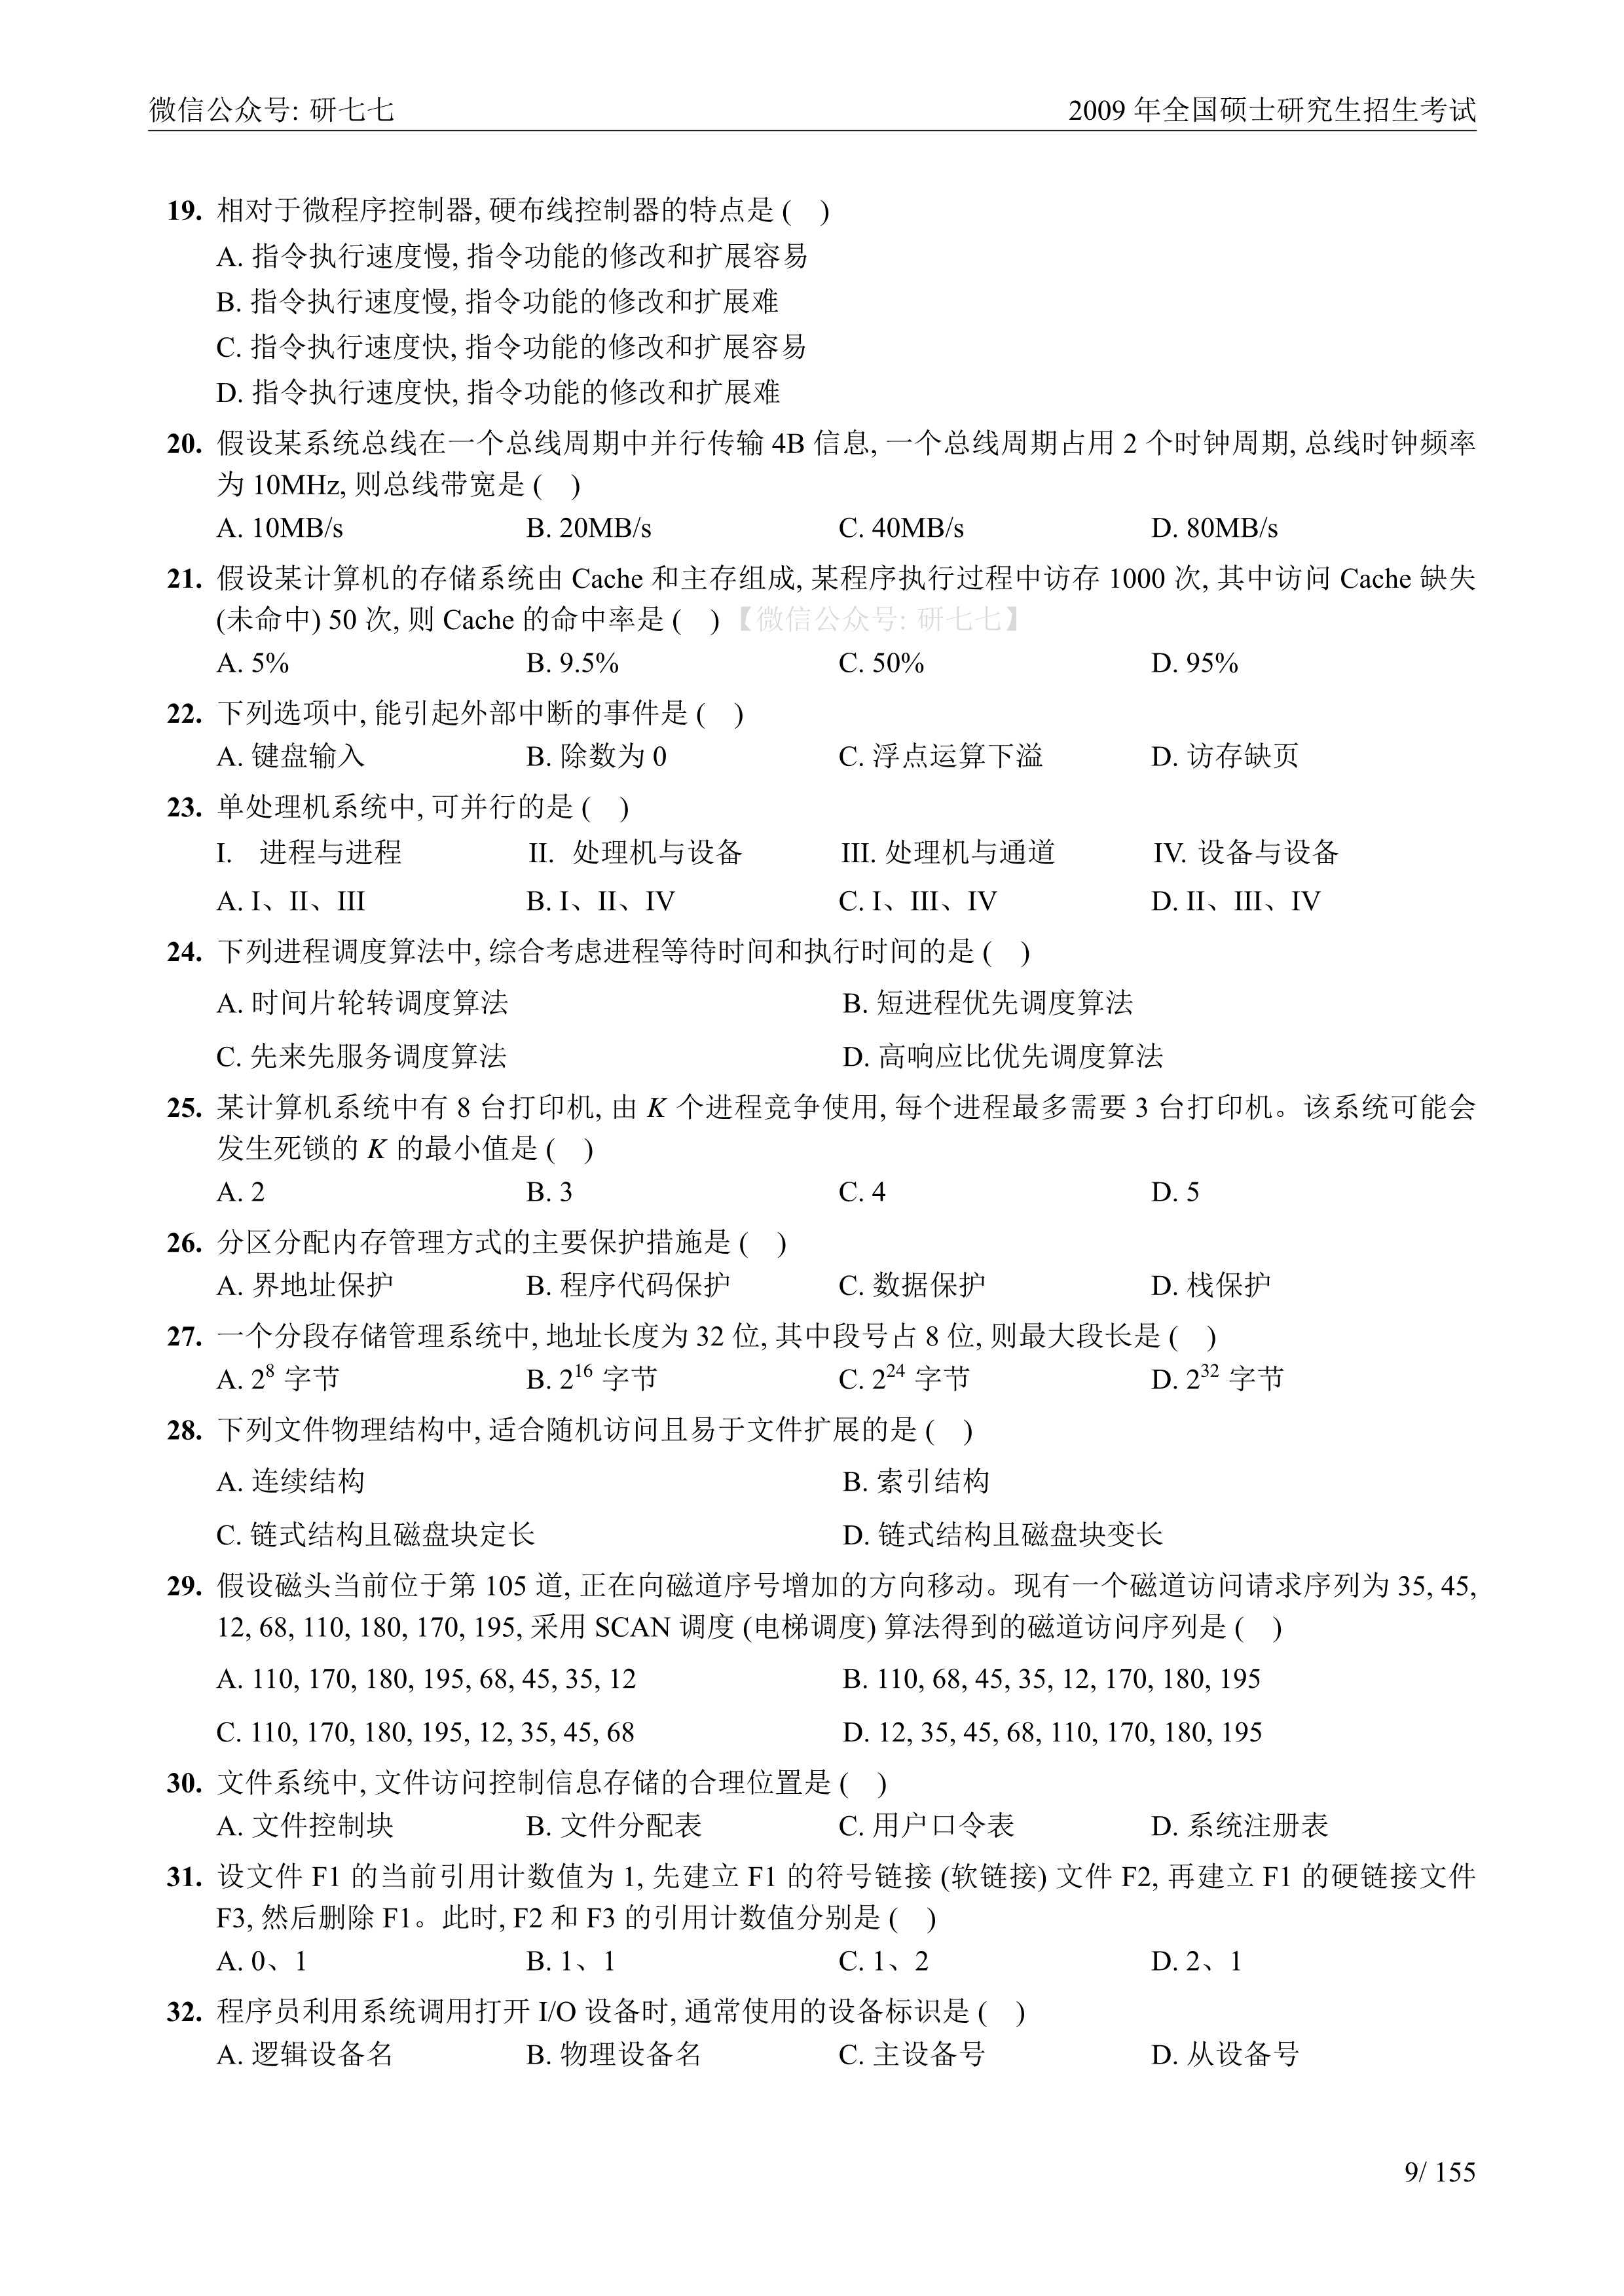 微信公众号: 研七七
2009 年全国硕士研究生招生考试
19. 相对于微程序控制器, 硬布线控制器的特点是 ( )
A. 指令执行速度慢, 指令功能的修改和扩展容易
B. 指令执行速度慢, 指令功能的修改和扩展难
C. 指令执行速度快, 指令功能的修改和扩展容易
D. 指令执行速度快, 指令功能的修改和扩展难
20. 假设某系统总线在一个总线周期中并行传输 4B 信息, 一个总线周期占用 2 个时钟周期, 总线时钟频率
为 10MHz, 则总线带宽是 ( )
A. 10MB/s B. 20MB/s C. 40MB/s D. 80MB/s
21. 假设某计算机的存储系统由 Cache 和主存组成, 某程序执行过程中访存 1000 次, 其中访问 Cache 缺失
(未命中) 50 次, 则 Cache 的命中率是 ( ) 【微信公众号: 研七七】
A. 5% B. 9.5% C. 50% D. 95%
22. 下列选项中, 能引起外部中断的事件是 ( )
A. 键盘输入 B. 除数为 0 C. 浮点运算下溢 D. 访存缺页
23. 单处理机系统中, 可并行的是 ( )
I. 进程与进程 II. 处理机与设备 III. 处理机与通道 IV. 设备与设备
A. I、II、III B. I、II、IV C. I、III、IV D. II、III、IV
24. 下列进程调度算法中, 综合考虑进程等待时间和执行时间的是 ( )
A. 时间片轮转调度算法 B. 短进程优先调度算法
C. 先来先服务调度算法 D. 高响应比优先调度算法
25. 某计算机系统中有 8 台打印机, 由 K 个进程竞争使用, 每个进程最多需要 3 台打印机。该系统可能会
发生死锁的 K 的最小值是 ( )
A. 2 B. 3 C. 4 D. 5
26. 分区分配内存管理方式的主要保护措施是 ( )
A. 界地址保护 B. 程序代码保护 C. 数据保护 D. 栈保护
27. 一个分段存储管理系统中, 地址长度为 32 位, 其中段号占 8 位, 则最大段长是 ( )
A. 2⁸ 字节 B. 2¹⁶ 字节 C. 2²⁴ 字节 D. 2³² 字节
28. 下列文件物理结构中, 适合随机访问且易于文件扩展的是 ( )
A. 连续结构 B. 索引结构
C. 链式结构且磁盘块定长 D. 链式结构且磁盘块变长
29. 假设磁头当前位于第 105 道, 正在向磁道序号增加的方向移动。现有一个磁道访问请求序列为 35, 45,
12, 68, 110, 180, 170, 195, 采用 SCAN 调度 (电梯调度) 算法得到的磁道访问序列是 ( )
A. 110, 170, 180, 195, 68, 45, 35, 12 B. 110, 68, 45, 35, 12, 170, 180, 195
C. 110, 170, 180, 195, 12, 35, 45, 68 D. 12, 35, 45, 68, 110, 170, 180, 195
30. 文件系统中, 文件访问控制信息存储的合理位置是 ( )
A. 文件控制块 B. 文件分配表 C. 用户口令表 D. 系统注册表
31. 设文件 F1 的当前引用计数值为 1, 先建立 F1 的符号链接 (软链接) 文件 F2, 再建立 F1 的硬链接文件
F3, 然后删除 F1。此时, F2 和 F3 的引用计数值分别是 ( )
A. 0、1 B. 1、1 C. 1、2 D. 2、1
32. 程序员利用系统调用打开 I/O 设备时, 通常使用的设备标识是 ( )
A. 逻辑设备名 B. 物理设备名 C. 主设备号 D. 从设备号
9/ 155